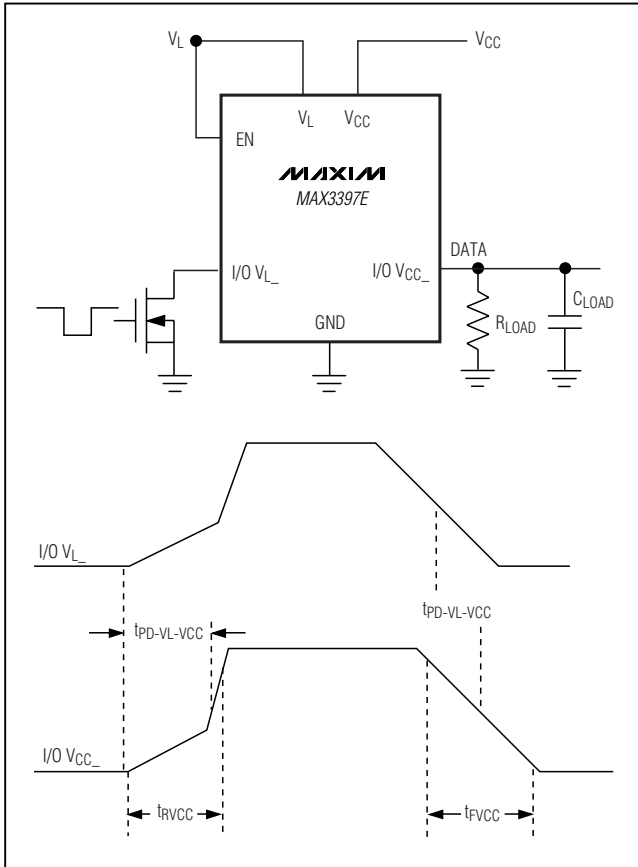 VL
VCC
VL VCC
EN
MAXIM
MAX3397E
DATA
I/O VL_
I/O VCC_
CLOAD
RLOAD
GND
I/O VL_
tPD-VL-VCC
tPD-VL-VCC
I/O VCC_
tRVCC
tFVCC